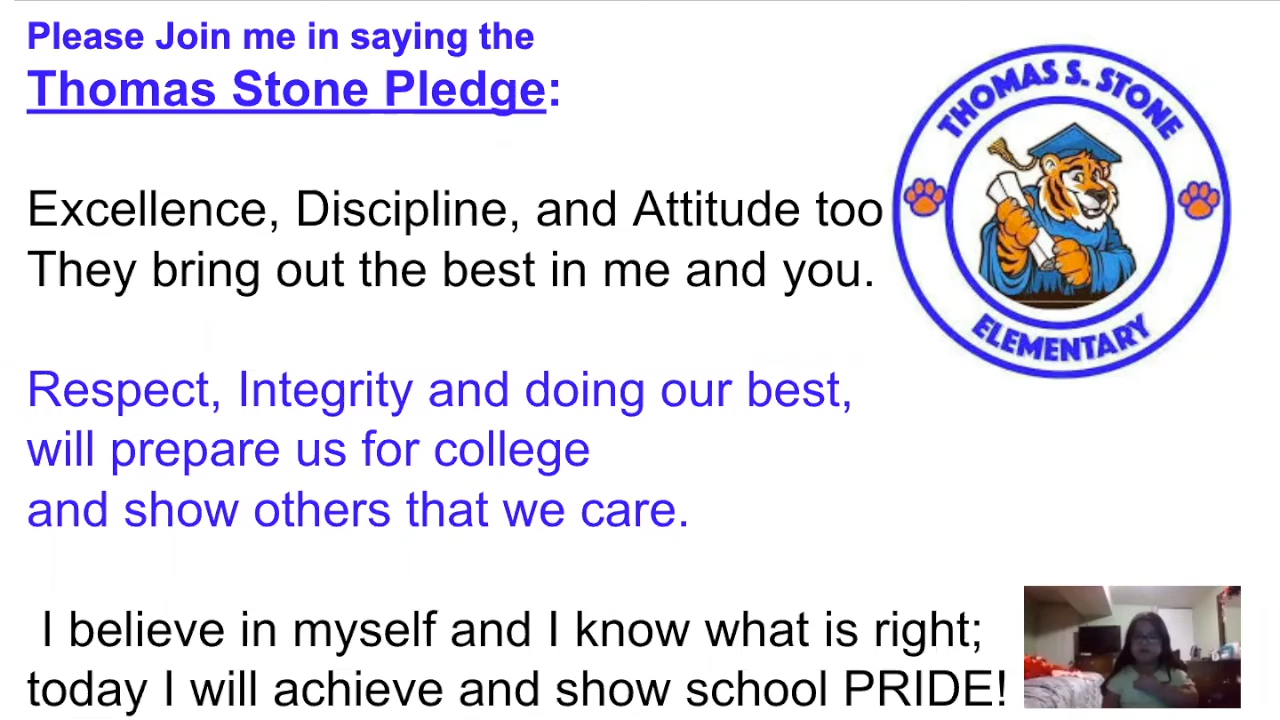 Please Join me in saying the
Thomas Stone Pledge:
Excellence, Discipline, and Attitude too
They bring out the best in me and you.
Respect, Integrity and doing our best,
will prepare us for college
and show others that we care.
I believe in myself and I know what is right;
today I will achieve and show school PRIDE!
THOMAS S. STONE
ELEMENTARY